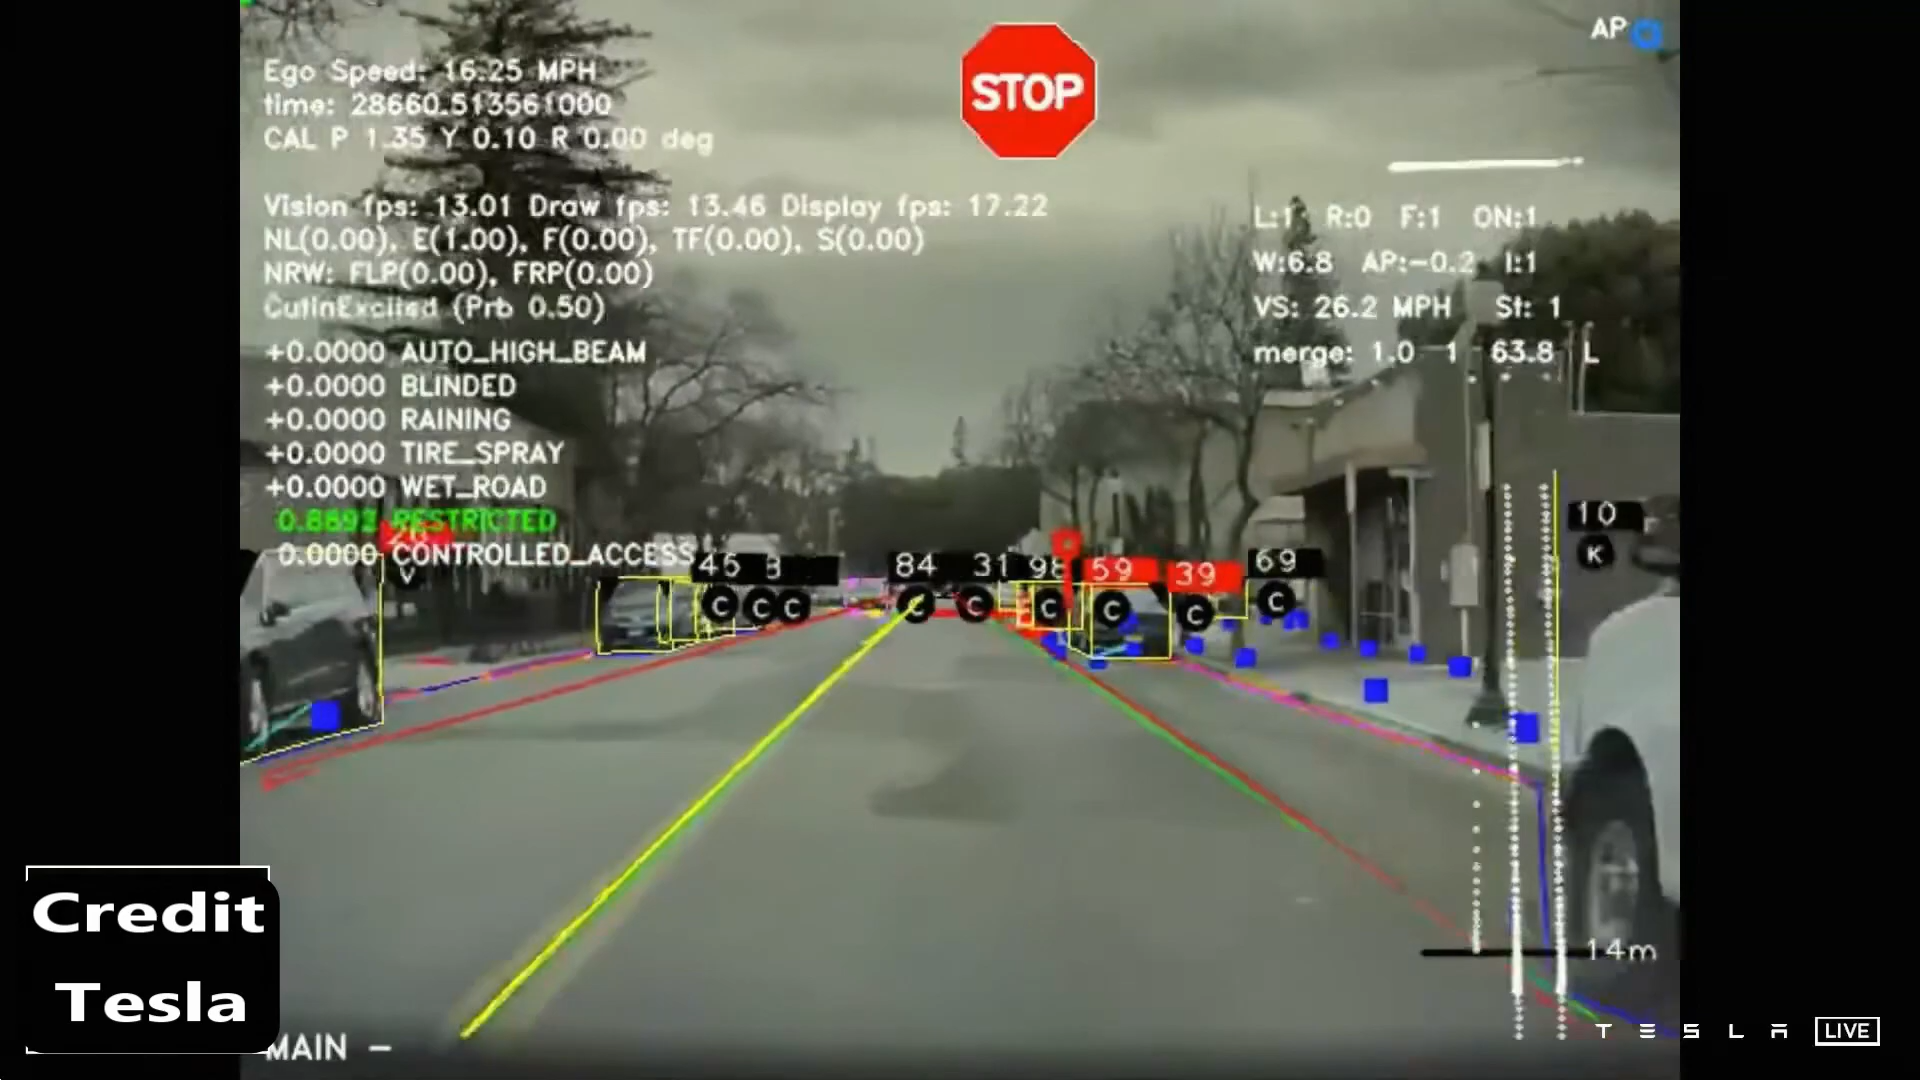 AP
STOP
Ego Speed: 16.25 MPH
time: 28660.513561000
CAL P 1.35 Y 0.10 R 0.00 deg
Vision fps: 13.01 Draw fps: 13.46 Display fps: 17.22
NL(0.00), E(1.00), F(0.00), TF(0.00), S(0.00)
NRW: FLP(0.00), FRP(0.00)
CutInExcited (Prb 0.50)
+0.0000 AUTO_HIGH_BEAM
+0.0000 BLINDED
+0.0000 RAINING
+0.0000 TIRE_SPRAY
+0.0000 WET_ROAD
RESTRICTED
0.0000 CONTROLLED_ACCESS
L:1 R:0 F:1 ON:1
W:6.8 AP:-0.2 I:1
VS: 26.2 MPH St: 1
merge: 1.0 1 63.8 L
10
K
45 84 31 98 59 39 69
V
C C C C C C C C C
14m
Credit
Tesla
MAIN -
TESLA LIVE